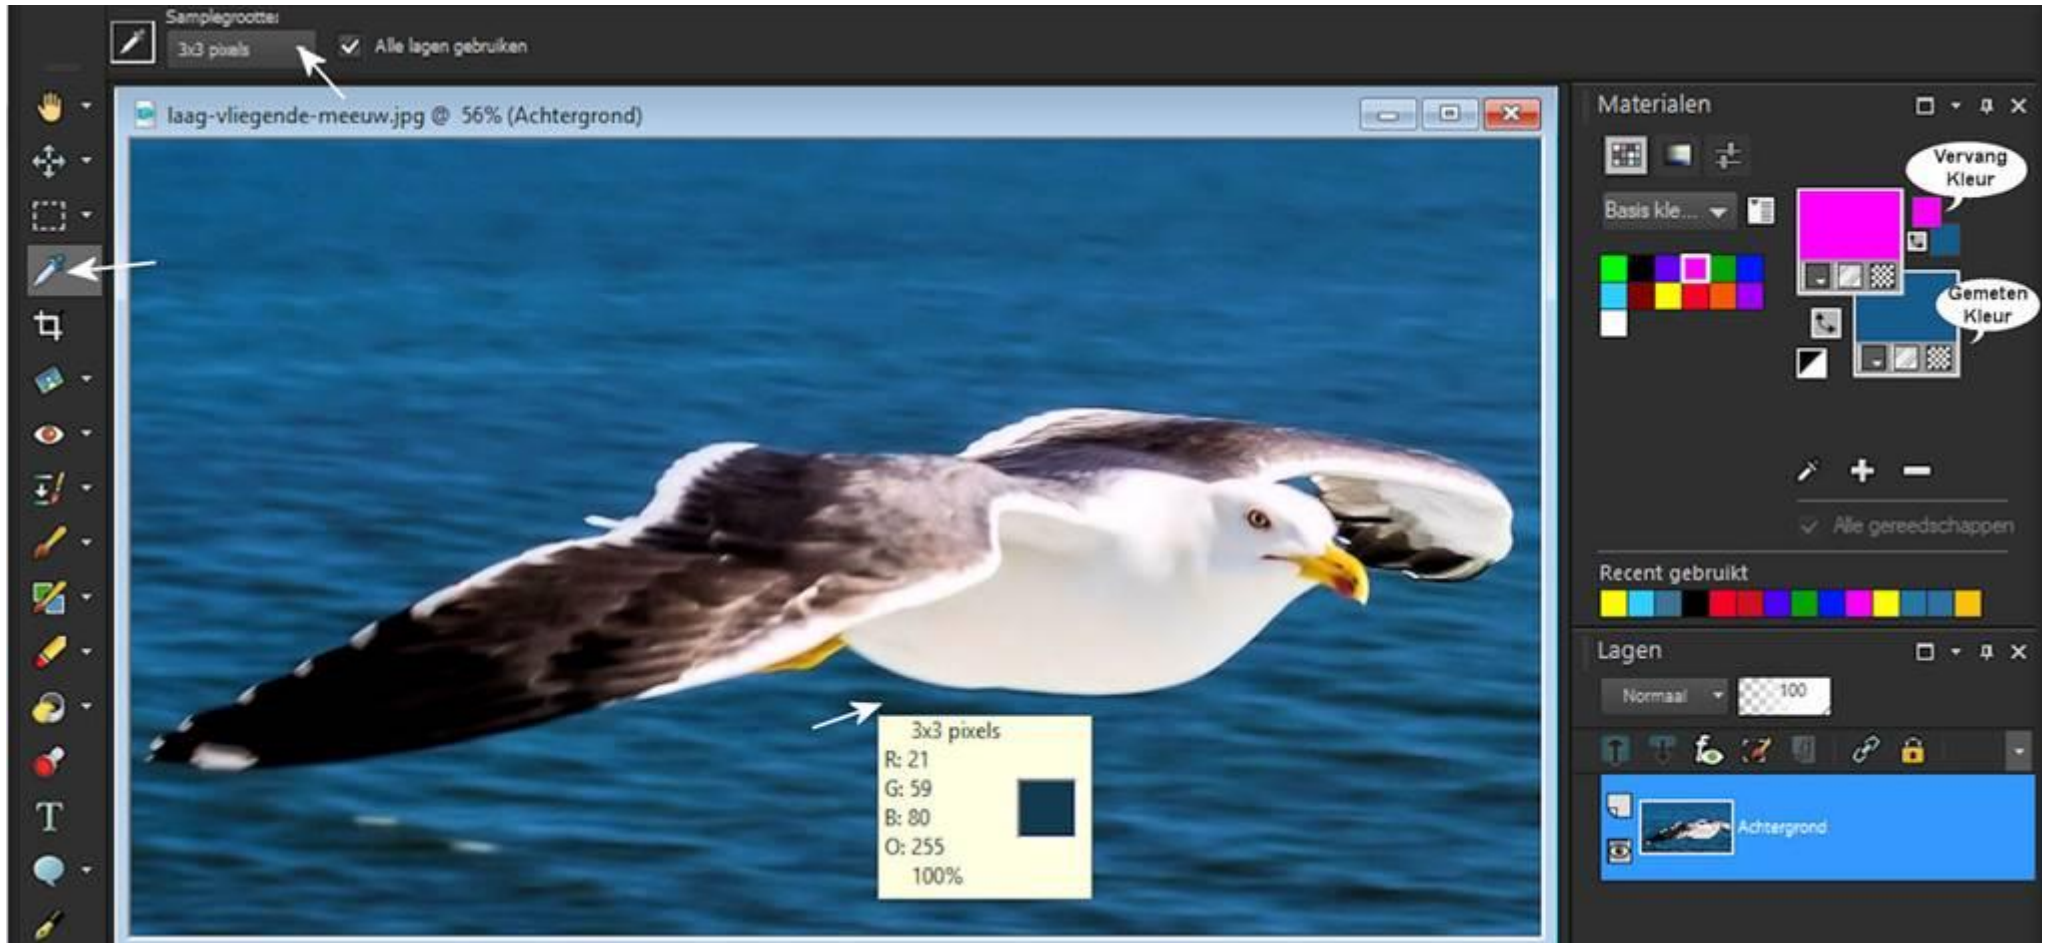 Samplegrootte:
3x3 pixels
Alle lagen gebruiken
laag-vliegende-meeuw.jpg @ 56% (Achtergrond)
Materialen
Vervang
Kleur
Basis kle...
Gemeten
Kleur
Alle gereedschappen
Recent gebruikt
Lagen
Normaal
100
Achtergrond
3x3 pixels
R: 21
G: 59
B: 80
O: 255
100%
T